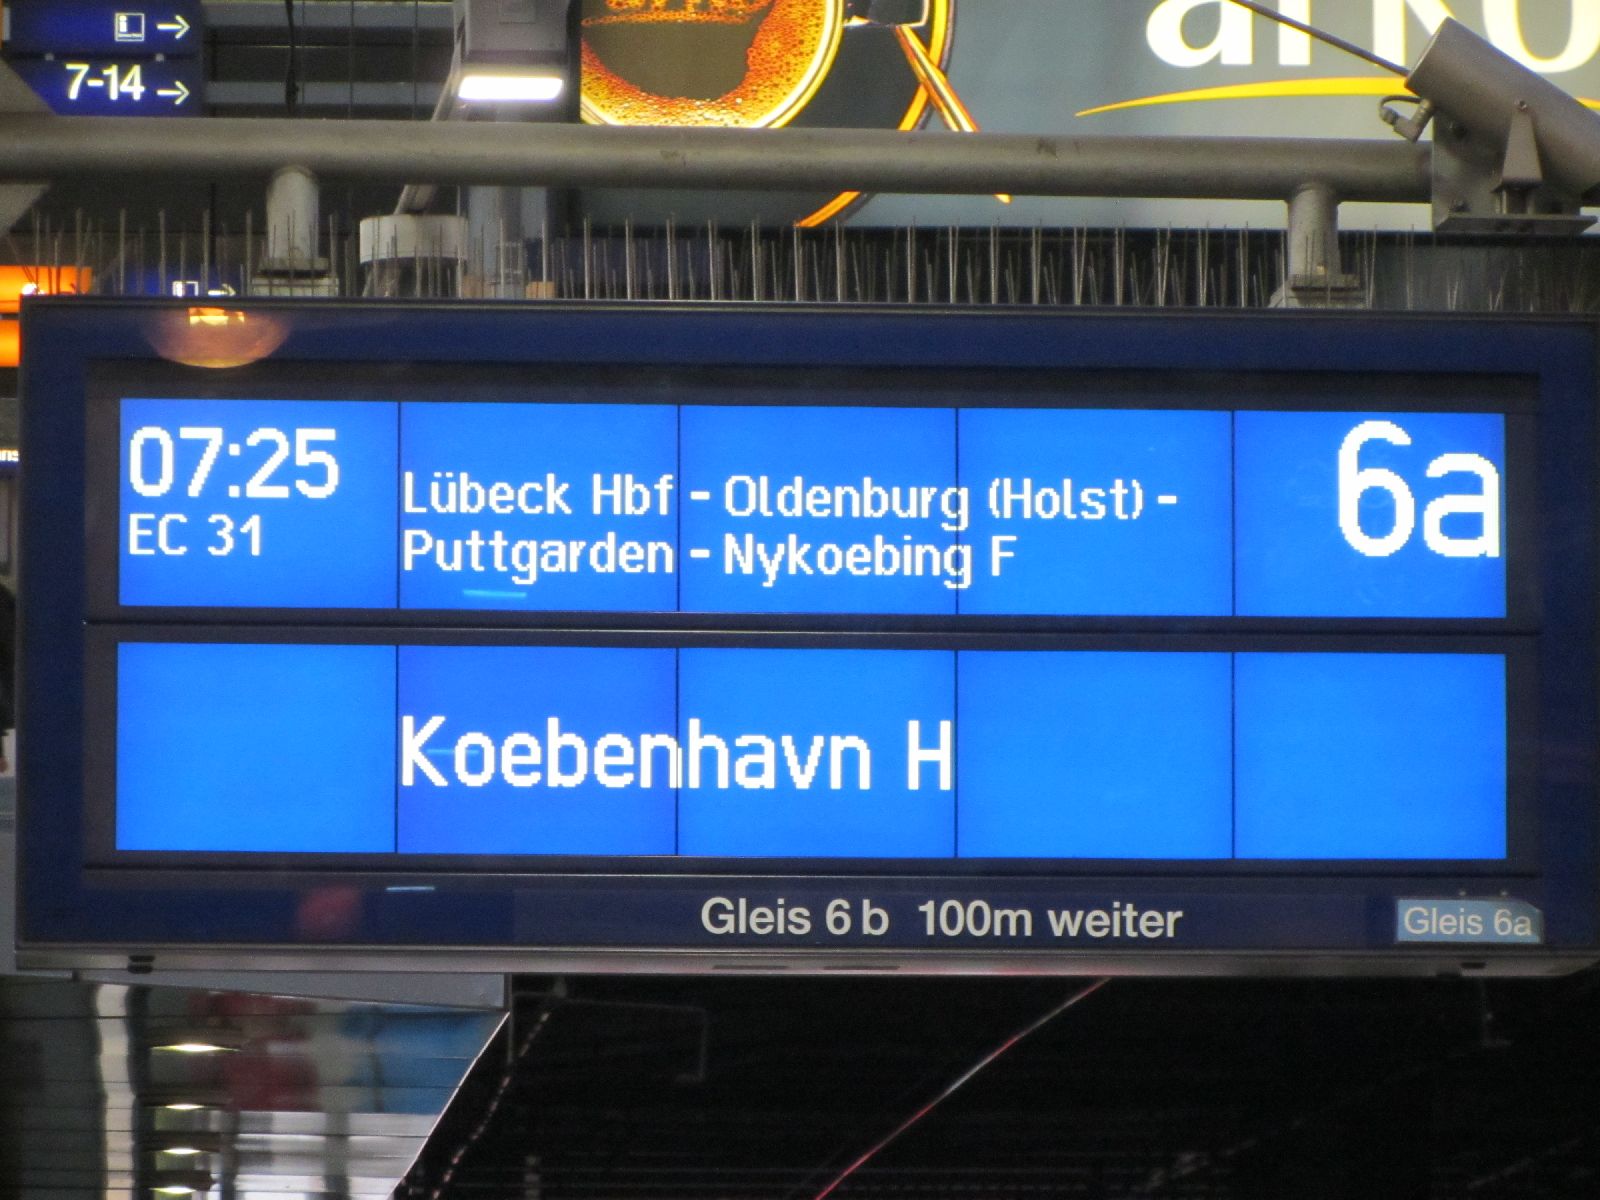 7-14
arko
07:25
EC 31
Lübeck Hbf - Oldenburg (Holst) -
Puttgarden - Nykoebing F
6a
Koebenhavn H
Gleis 6 b 100m weiter
Gleis 6a